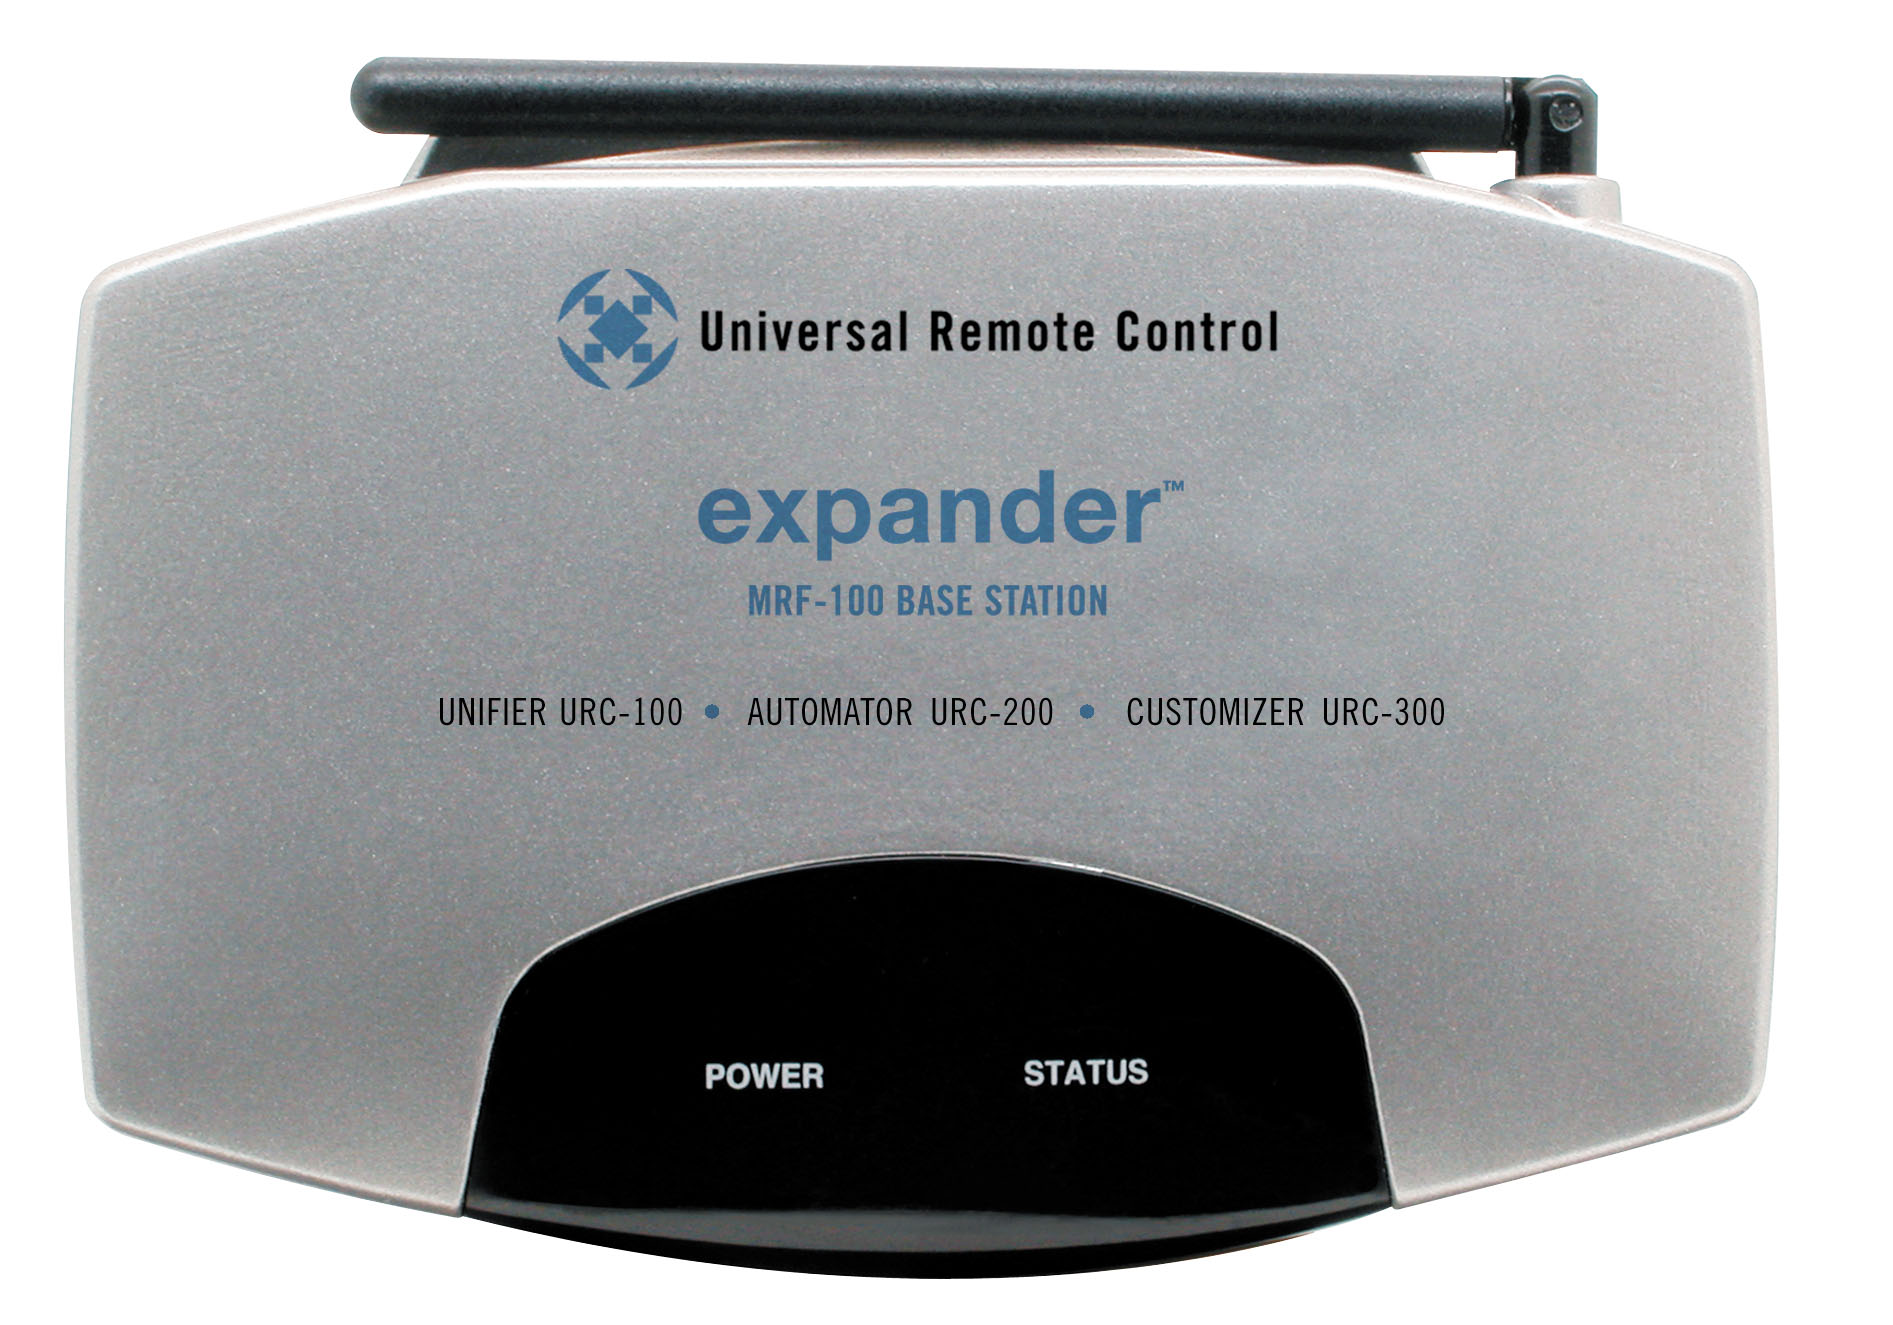 Universal Remote Control
expander™
MRF-100 BASE STATION
UNIFIER URC-100 • AUTOMATOR URC-200 • CUSTOMIZER URC-300
POWER STATUS